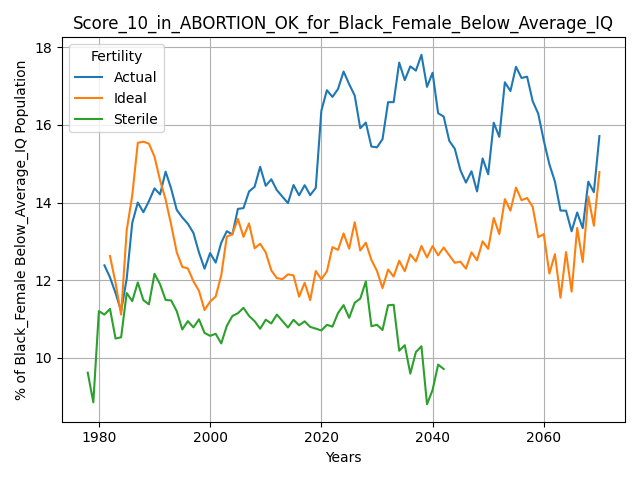 Score_10_in_ABORTION_OK_for_Black_Female_Below_Average_IQ
% of Black_Female Below_Average_IQ Population
18
16
14
12
10
Fertility
Actual
Ideal
Sterile
1980 2000 2020 2040 2060
Years